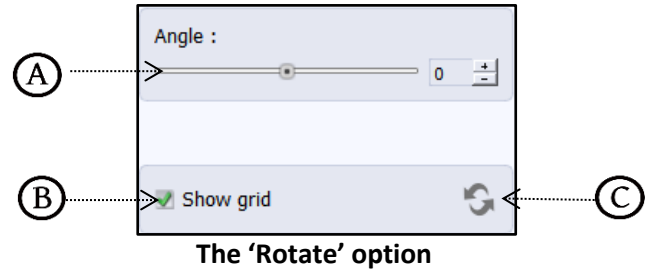 Angle :
A
0
+
-
B
Show grid
C
The ‘Rotate’ option